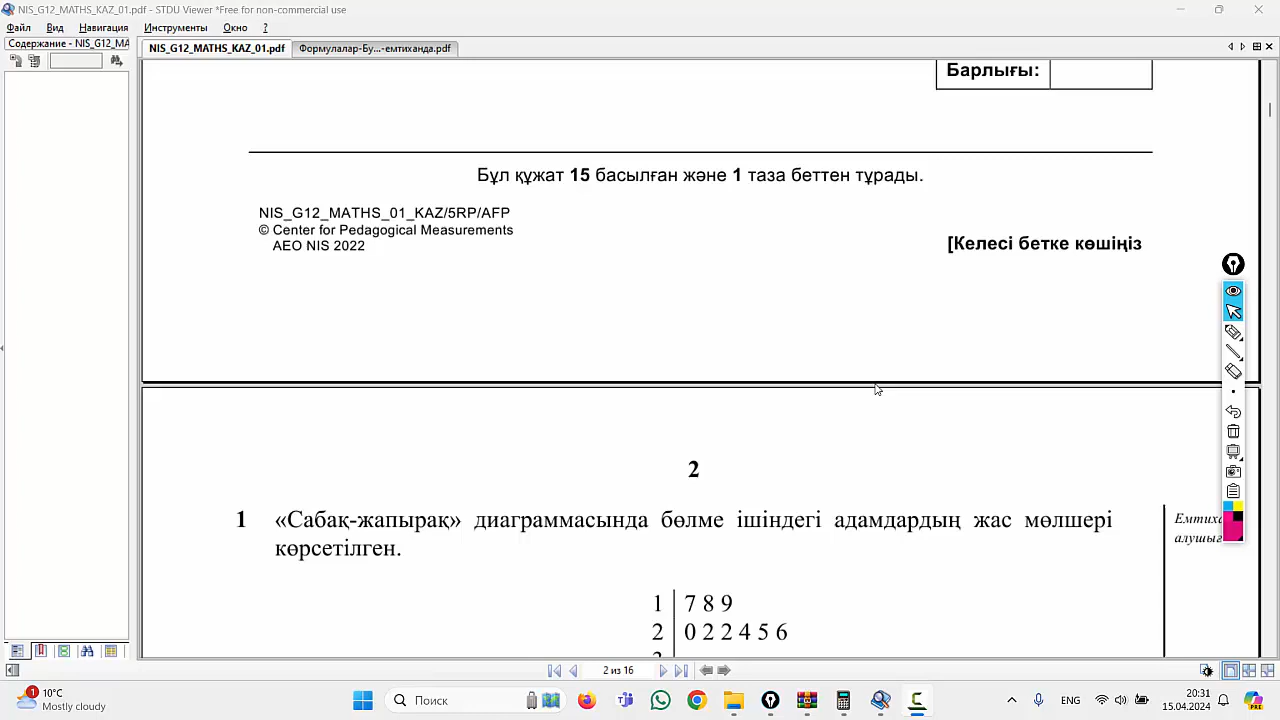 NIS_G12_MATHS_KAZ_01.pdf - STDU Viewer *Free for non-commercial use
Файл Вид Навигация Инструменты Окно ?
Содержание - NIS_G12_MA
NIS_G12_MATHS_KAZ_01.pdf Формулалар-Бу...-емтиханда.pdf
Барлығы:
Бұл құжат 15 басылған және 1 таза беттен тұрады.
NIS_G12_MATHS_01_KAZ/5RP/AFP
© Center for Pedagogical Measurements
AEO NIS 2022
[Келесі бетке көшіңіз
2
1 «Сабақ-жапырақ» диаграммасында бөлме ішіндегі адамдардың жас мөлшері
көрсетілген.
Емтиха
алушығ
1 7 8 9
2 0 2 2 4 5 6
2 из 16
1
10°C
Mostly cloudy
Поиск
ENG
20:31
15.04.2024
PRE